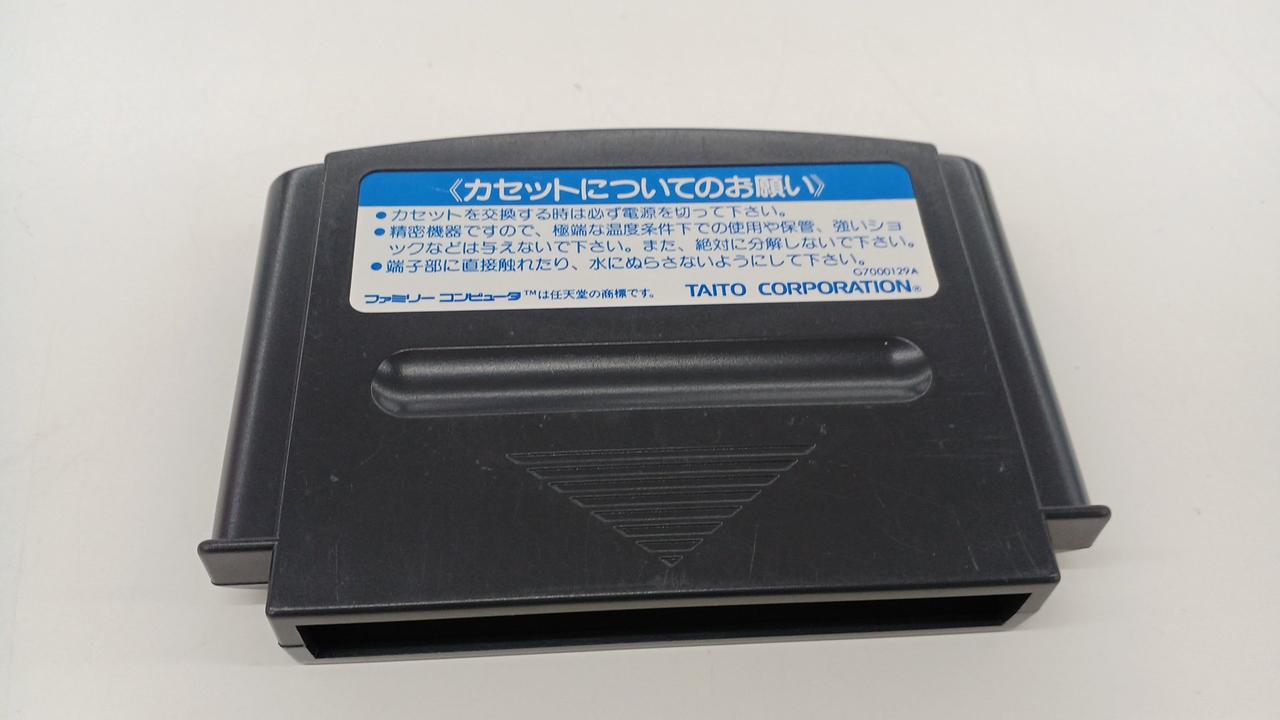 《カセットについてのお願い》
●カセットを交換する時は必ず電源を切って下さい。
●精密機器ですので、極端な温度条件下での使用や保管、強いショ
ックなどは与えないで下さい。また、絶対に分解しないで下さい。
●端子部に直接触れたり、水にぬらさないようにして下さい。
G7000129A
ファミリー コンピュータ™は任天堂の商標です。 TAITO CORPORATION®